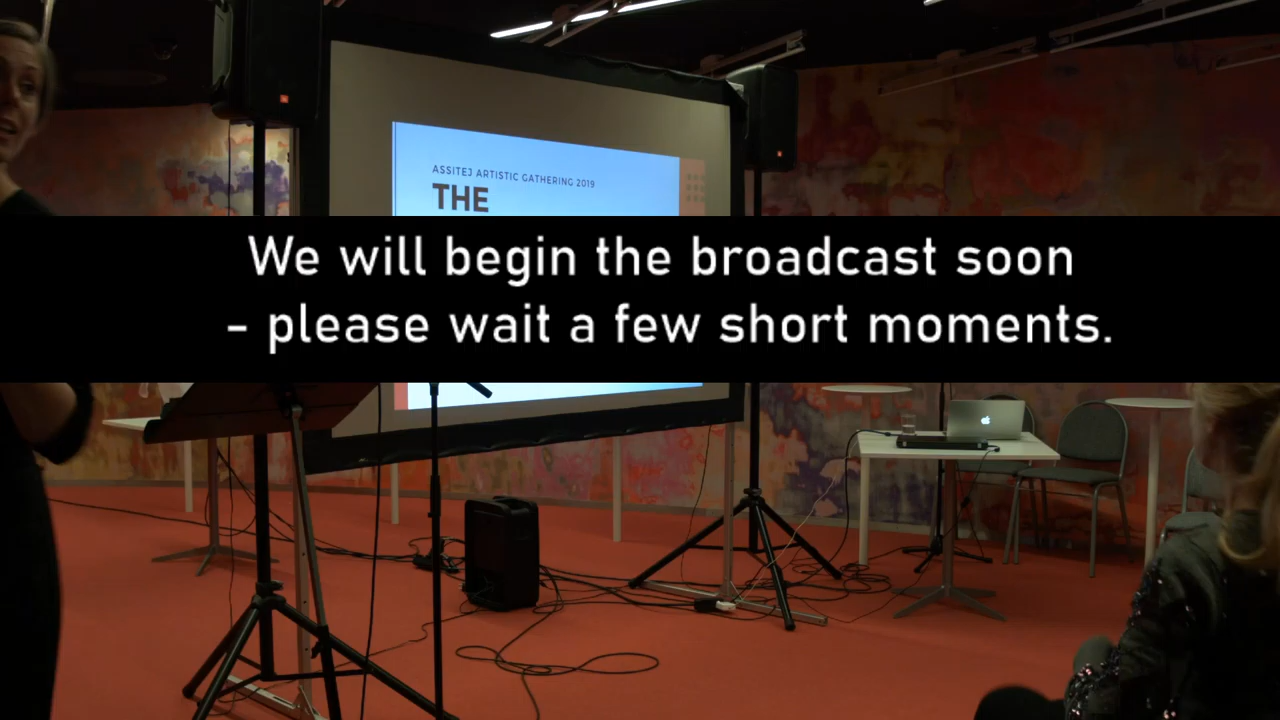 ASSITEJ ARTISTIC GATHERING 2019
THE
We will begin the broadcast soon
- please wait a few short moments.